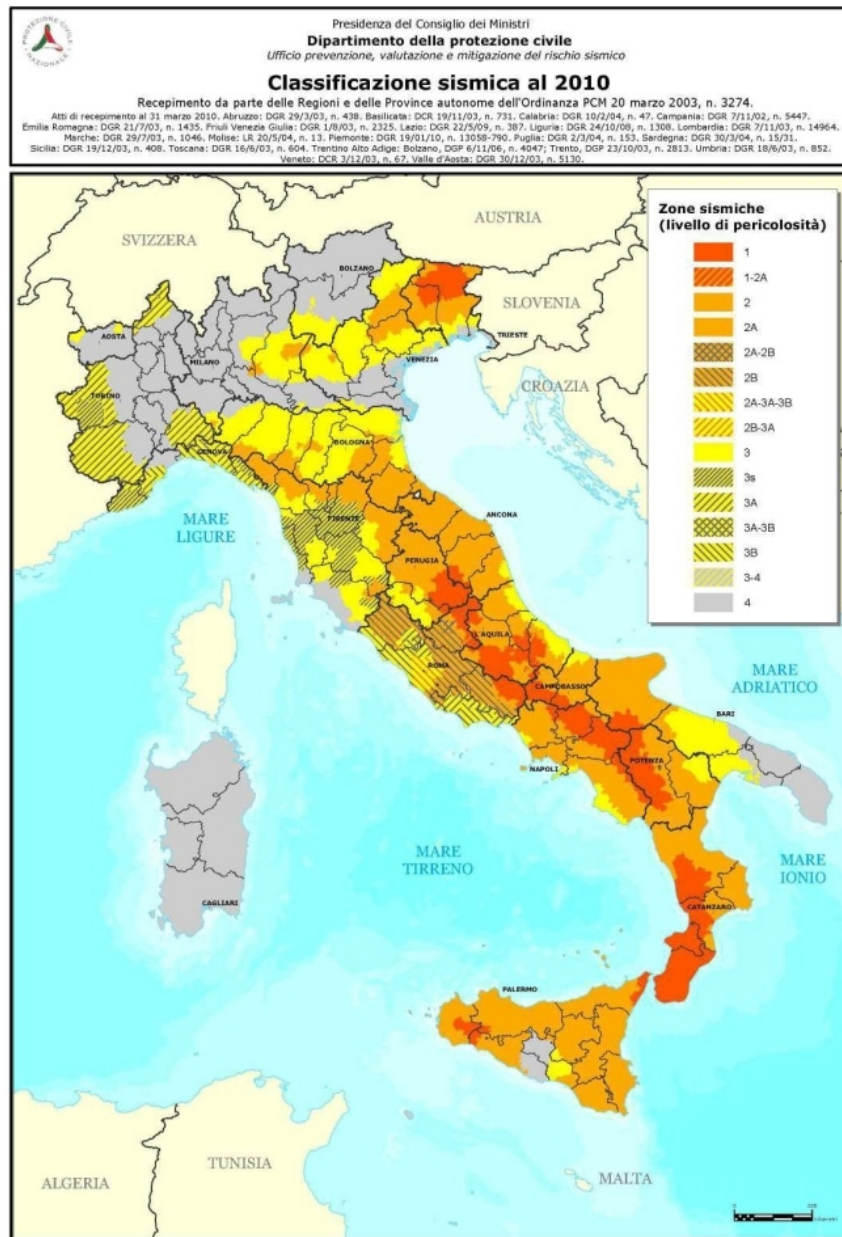 PROTEZIONE CIVILE
NAZIONALE
Presidenza del Consiglio dei Ministri
Dipartimento della protezione civile
Ufficio prevenzione, valutazione e mitigazione del rischio sismico
Classificazione sismica al 2010
Recepimento da parte delle Regioni e delle Province autonome dell'Ordinanza PCM 20 marzo 2003, n. 3274.
Atti di recepimento al 31 marzo 2010. Abruzzo: DGR 29/3/03, n. 438. Basilicata: DCR 19/11/03, n. 731. Calabria: DGR 10/2/04, n. 47. Campania: DGR 7/11/02, n. 5447.
Emilia Romagna: DGR 21/7/03, n. 1435. Friuli Venezia Giulia: DGR 1/8/03, n. 2325. Lazio: DGR 22/5/09, n. 387. Liguria: DGR 24/10/08, n. 1308. Lombardia: DGR 7/11/03, n. 14964.
Marche: DGR 29/7/03, n. 1046. Molise: LR 20/5/04, n. 13. Piemonte: DGR 19/01/10, n. 13058-790. Puglia: DGR 2/3/04, n. 153. Sardegna: DGR 30/3/04, n. 15/31.
Sicilia: DGR 19/12/03, n. 408. Toscana: DGR 16/6/03, n. 604. Trentino Alto Adige: Bolzano, DGP 6/11/06, n. 4047; Trento, DGP 23/10/03, n. 2813. Umbria: DGR 18/6/03, n. 852.
Veneto: DCR 3/12/03, n. 67. Valle d'Aosta: DGR 30/12/03, n. 5130.
Zone sismiche
(livello di pericolosità)
1
1-2A
2
2A
2A-2B
2B
2A-3A-3B
2B-3A
3
3s
3A
3A-3B
3B
3-4
4
AUSTRIA
SVIZZERA
BOLZANO
SLOVENIA
AOSTA
TRIESTE
MILANO
VENEZIA
CROAZIA
TORINO
BOLOGNA
GENOVA
MARE
LIGURE
FIRENZE
ANCONA
PERUGIA
L'AQUILA
ROMA
MARE
ADRIATICO
CAMPOBASSO
BARI
NAPOLI
POTENZA
MARE
TIRRENO
MARE
IONIO
CAGLIARI
CATANZARO
PALERMO
ALGERIA
TUNISIA
MALTA